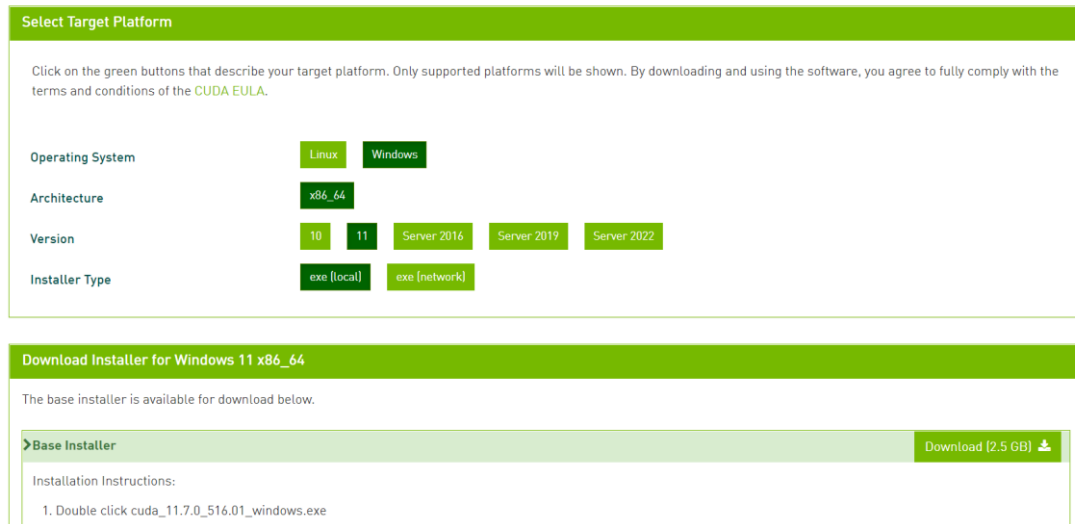 Select Target Platform
Click on the green buttons that describe your target platform. Only supported platforms will be shown. By downloading and using the software, you agree to fully comply with the
terms and conditions of the CUDA EULA.
Operating System Linux Windows
Architecture x86_64
Version 10 11 Server 2016 Server 2019 Server 2022
Installer Type exe (local) exe (network)
Download Installer for Windows 11 x86_64
The base installer is available for download below.
Base Installer Download (2.5 GB)
Installation Instructions:
1. Double click cuda_11.7.0_516.01_windows.exe